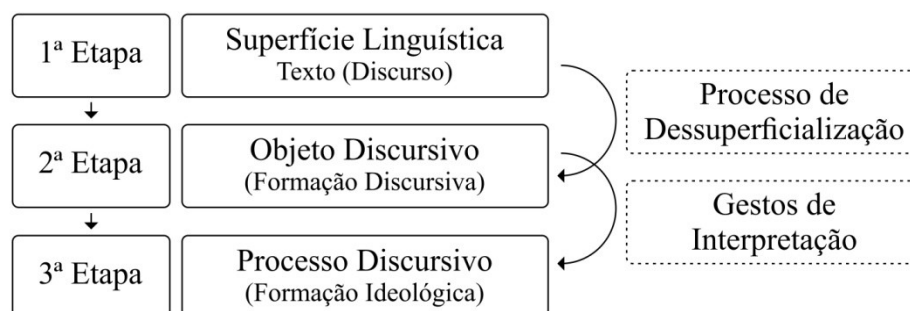 1ª Etapa
Superfície Linguística
Texto (Discurso)
Processo de
Dessuperficialização
2ª Etapa
Objeto Discursivo
(Formação Discursiva)
Gestos de
Interpretação
3ª Etapa
Processo Discursivo
(Formação Ideológica)